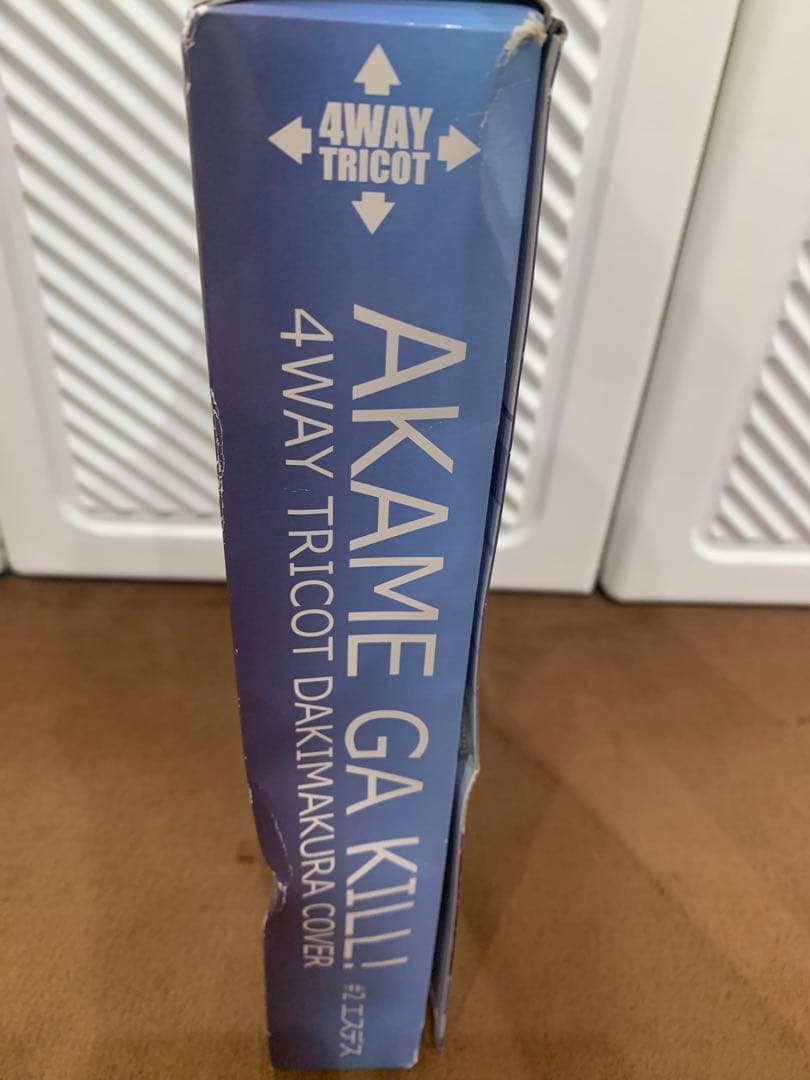 4WAY
TRICOT
AKAME GA KILL! #2 エスデス
4WAY TRICOT DAKIMAKURA COVER